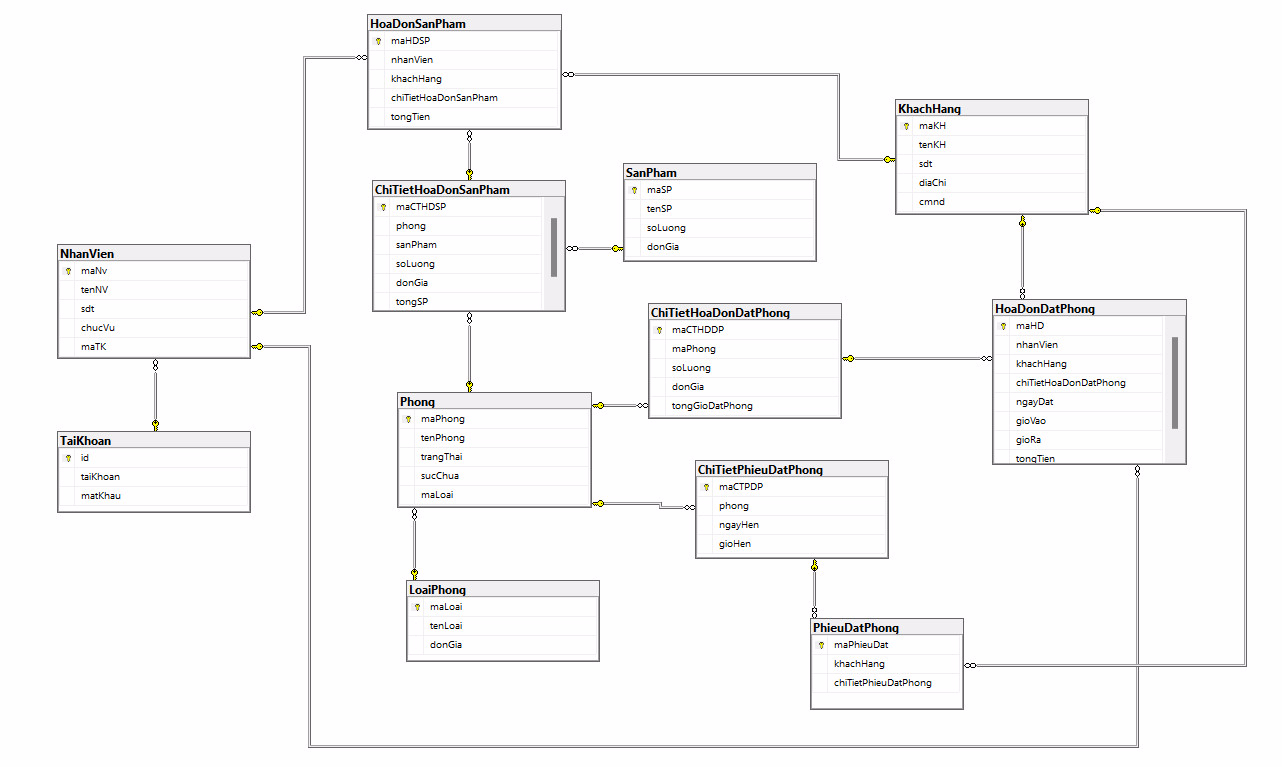 HoaDonSanPham
maHDSP
nhanVien
khachHang
chiTietHoaDonSanPham
tongTien
KhachHang
maKH
tenKH
sdt
diaChi
cmnd
ChiTietHoaDonSanPham
maCTHDSP
phong
sanPham
soLuong
donGia
tongSP
SanPham
maSP
tenSP
soLuong
donGia
NhanVien
maNv
tenNV
sdt
chucVu
maTK
ChiTietHoaDonDatPhong
maCTHDDP
maPhong
soLuong
donGia
tongGioDatPhong
HoaDonDatPhong
maHD
nhanVien
khachHang
chiTietHoaDonDatPhong
ngayDat
gioVao
gioRa
tongTien
Phong
maPhong
tenPhong
trangThai
sucChua
maLoai
TaiKhoan
id
taiKhoan
matKhau
ChiTietPhieuDatPhong
maCTPDP
phong
ngayHen
gioHen
LoaiPhong
maLoai
tenLoai
donGia
PhieuDatPhong
maPhieuDat
khachHang
chiTietPhieuDatPhong